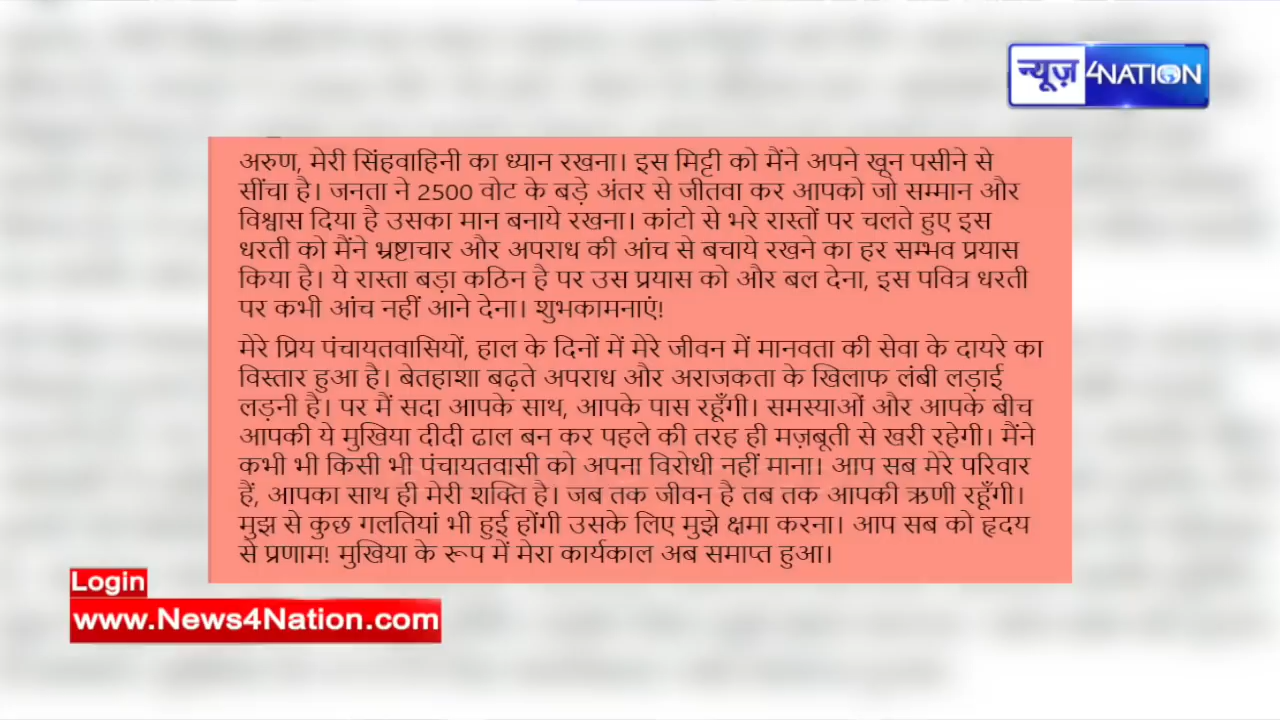 न्यूज़ 4NATION
अरुण, मेरी सिंहवाहिनी का ध्यान रखना। इस मिट्टी को मैंने अपने खून पसीने से
सींचा है। जनता ने 2500 वोट के बड़े अंतर से जीतवा कर आपको जो सम्मान और
विश्वास दिया है उसका मान बनाये रखना। कांटो से भरे रास्तों पर चलते हुए इस
धरती को मैंने भ्रष्टाचार और अपराध की आंच से बचाये रखने का हर सम्भव प्रयास
किया है। ये रास्ता बड़ा कठिन है पर उस प्रयास को और बल देना, इस पवित्र धरती
पर कभी आंच नहीं आने देना। शुभकामनाएं!
मेरे प्रिय पंचायतवासियों, हाल के दिनों में मेरे जीवन में मानवता की सेवा के दायरे का
विस्तार हुआ है। बेतहाशा बढ़ते अपराध और अराजकता के खिलाफ लंबी लड़ाई
लड़नी है। पर मैं सदा आपके साथ, आपके पास रहूँगी। समस्याओं और आपके बीच
आपकी ये मुखिया दीदी ढाल बन कर पहले की तरह ही मज़बूती से खरी रहेगी। मैंने
कभी भी किसी भी पंचायतवासी को अपना विरोधी नहीं माना। आप सब मेरे परिवार
हैं, आपका साथ ही मेरी शक्ति है। जब तक जीवन है तब तक आपकी ऋणी रहूँगी।
मुझ से कुछ गलतियां भी हुई होंगी उसके लिए मुझे क्षमा करना। आप सब को हृदय
से प्रणाम! मुखिया के रूप में मेरा कार्यकाल अब समाप्त हुआ।
Login
www.News4Nation.com